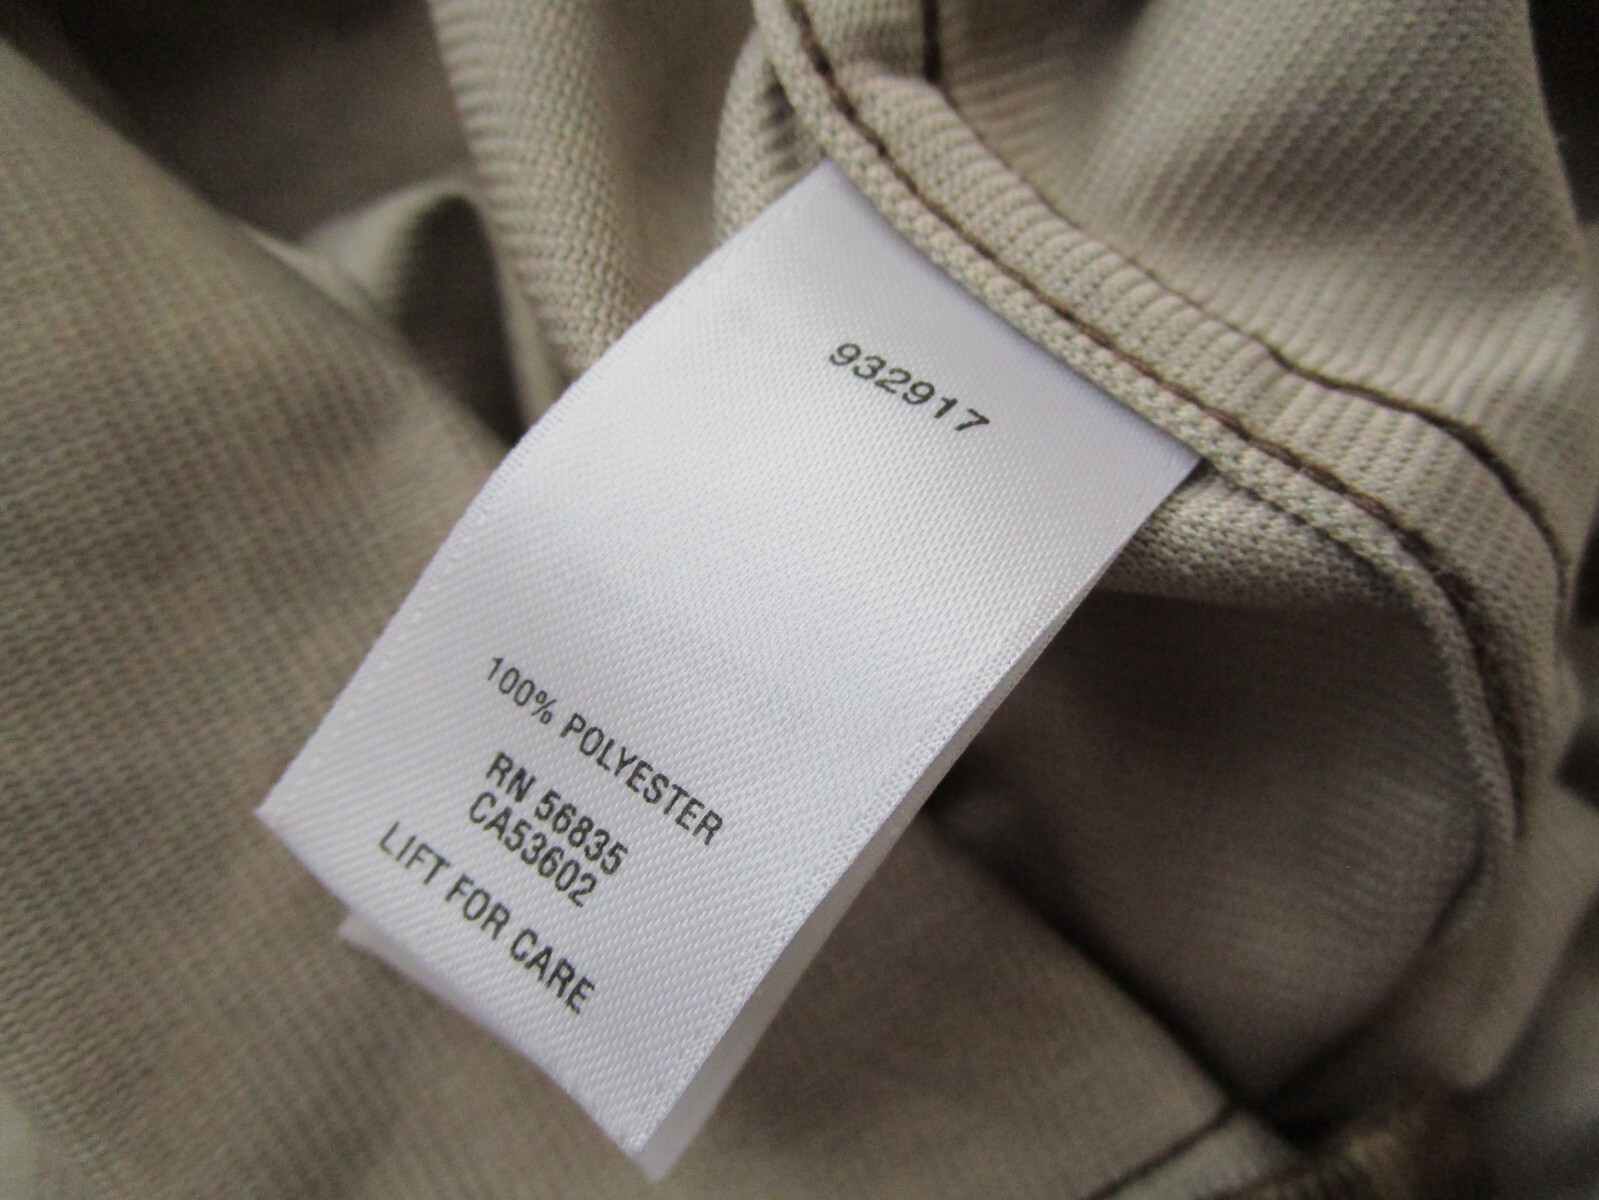 932917
100% POLYESTER
RN 56835
CA53602
LIFT FOR CARE